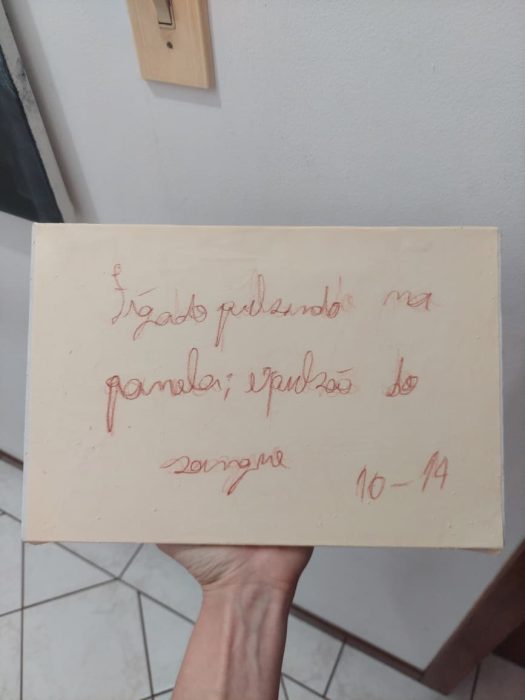 Fígado pulsando na
panela; expulsão do
sangue
10-14